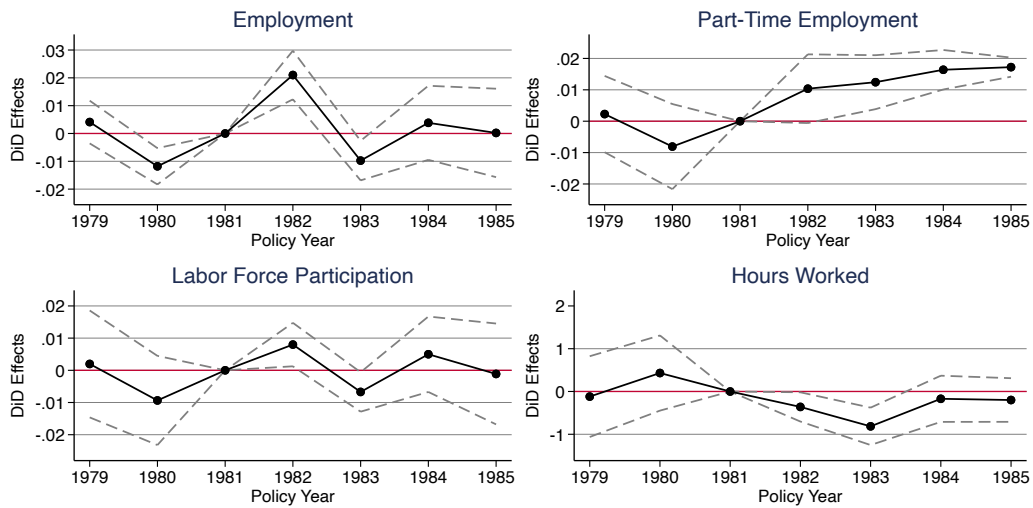 Employment
DiD Effects
.03
.02
.01
0
-.01
-.02
1979 1980 1981 1982 1983 1984 1985
Policy Year
Part-Time Employment
DiD Effects
.02
.01
0
-.01
-.02
1979 1980 1981 1982 1983 1984 1985
Policy Year
Labor Force Participation
DiD Effects
.02
.01
0
-.01
-.02
1979 1980 1981 1982 1983 1984 1985
Policy Year
Hours Worked
DiD Effects
2
1
0
-1
1979 1980 1981 1982 1983 1984 1985
Policy Year